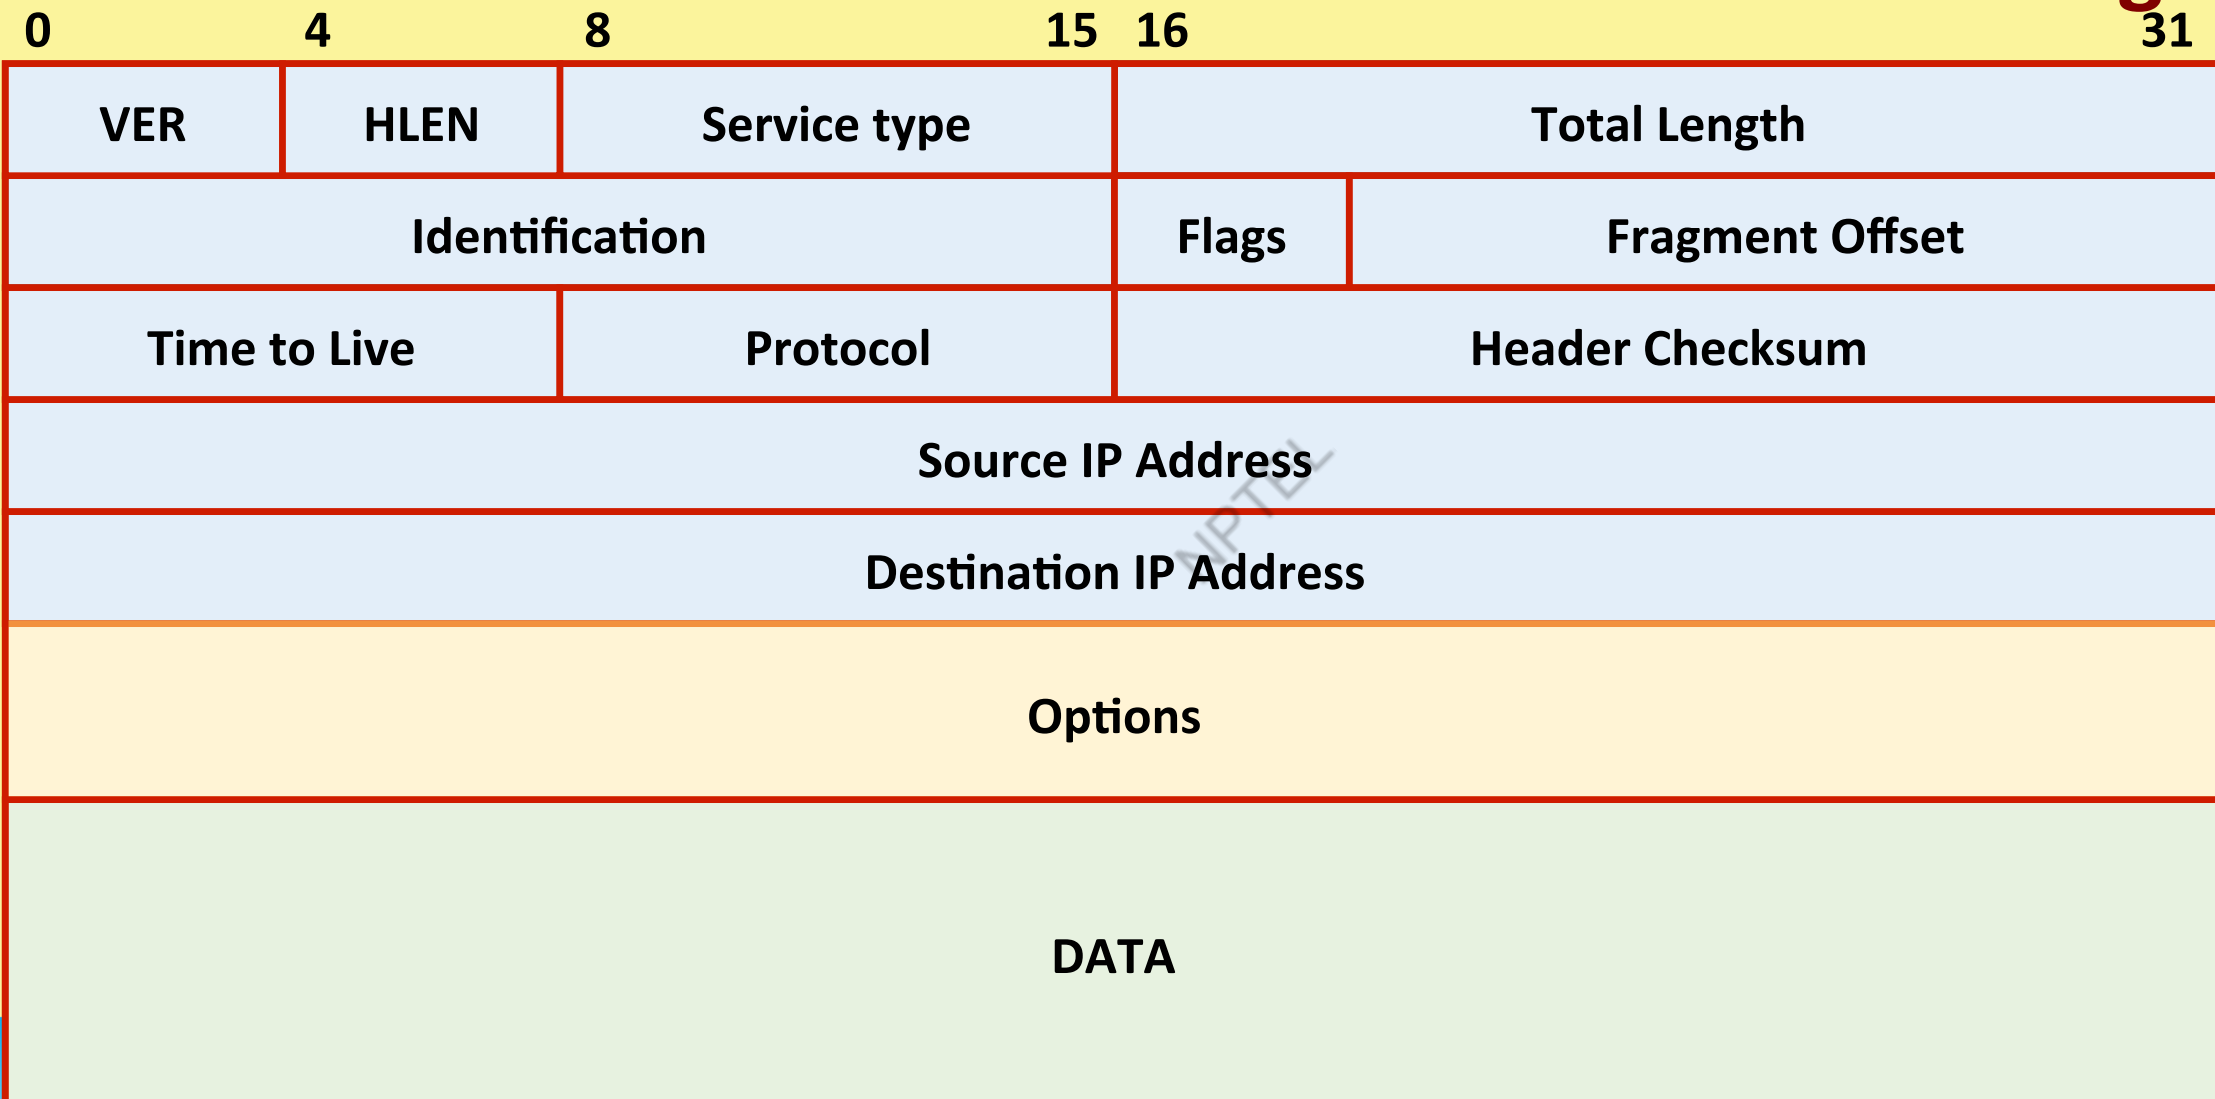 0 4 8 15 16 31
VER HLEN Service type Total Length
Identification Flags Fragment Offset
Time to Live Protocol Header Checksum
Source IP Address
NPTEL
Destination IP Address
Options
DATA